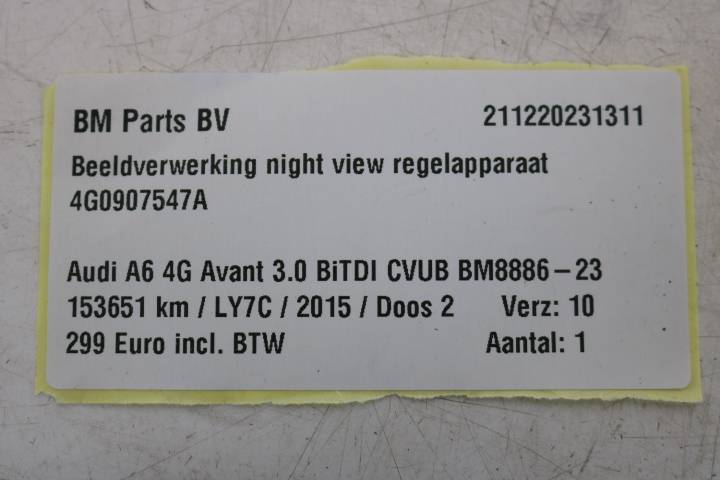 BM Parts BV 211220231311
Beeldverwerking night view regelapparaat
4G0907547A
Audi A6 4G Avant 3.0 BiTDI CVUB BM8886-23
153651 km / LY7C / 2015 / Doos 2 Verz: 10
299 Euro incl. BTW Aantal: 1